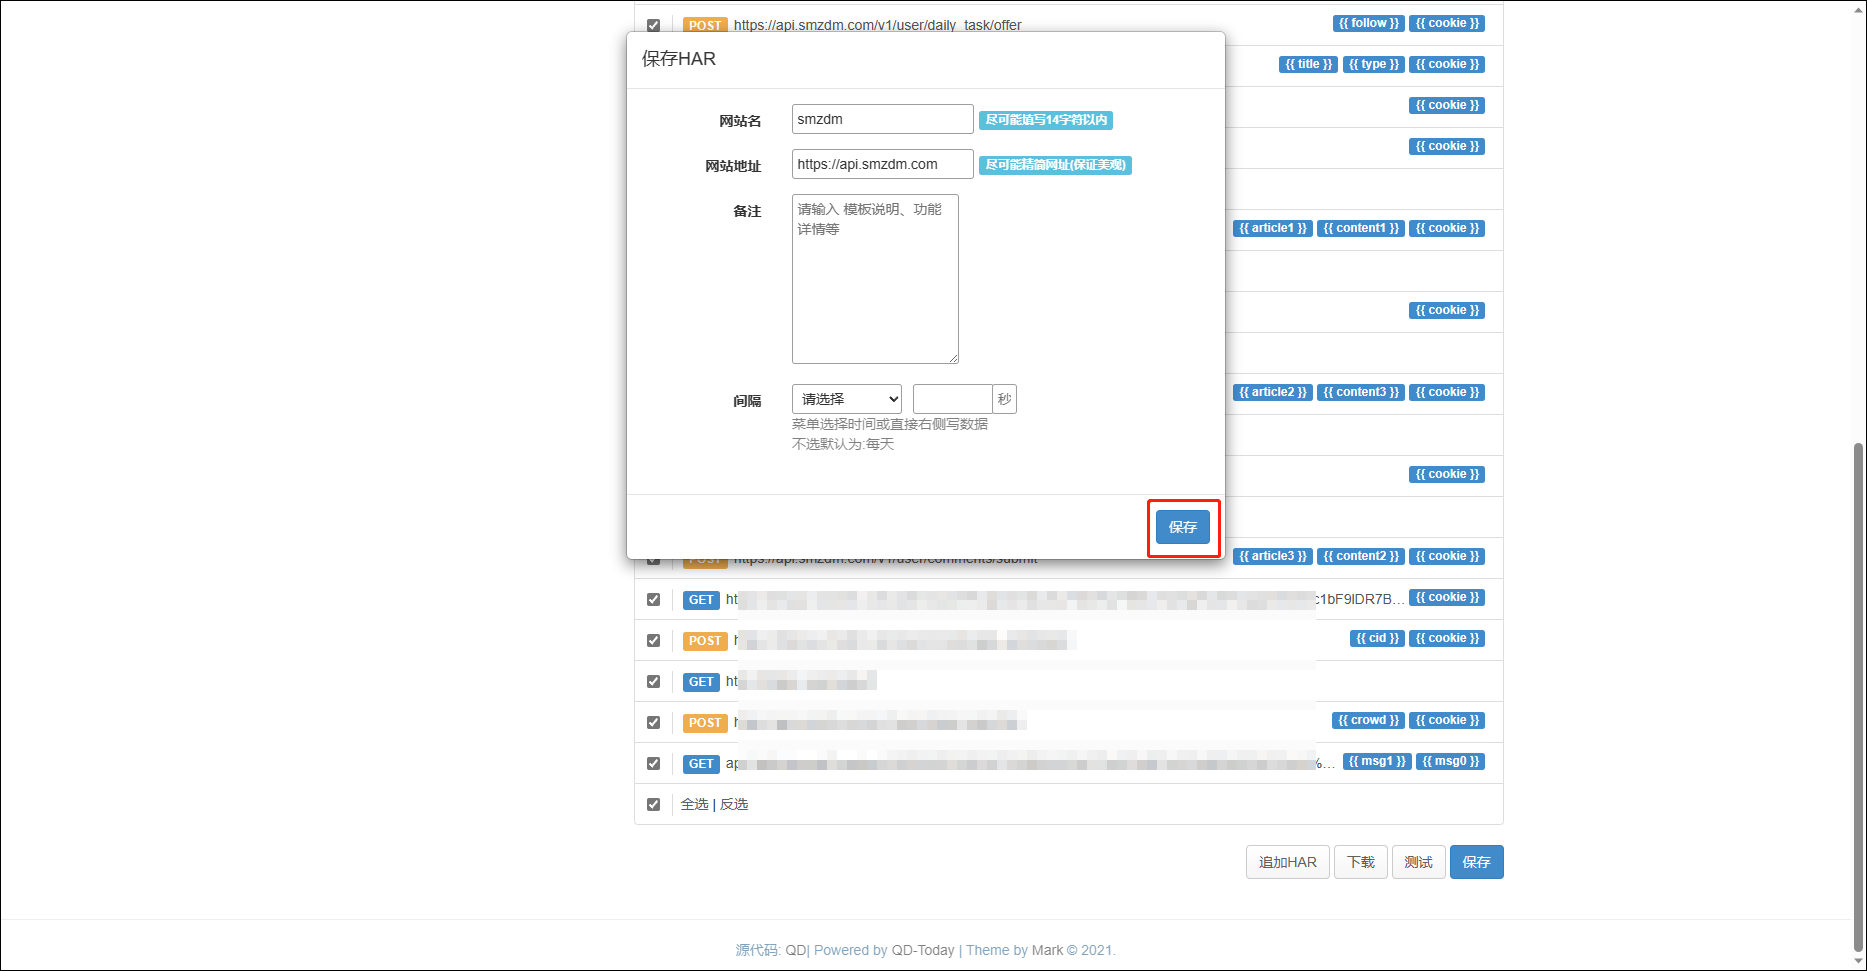 POST https://api.smzdm.com/v1/user/daily_task/offer {{ follow }} {{ cookie }}
保存HAR
{{ title }} {{ type }} {{ cookie }}
{{ cookie }}
网站名 smzdm 尽可能填写14字符以内
{{ cookie }}
网站地址 https://api.smzdm.com 尽可能精简网址(保证美观)
备注 请输入 模板说明、功能
详情等
{{ article1 }} {{ content1 }} {{ cookie }}
{{ cookie }}
{{ article2 }} {{ content3 }} {{ cookie }}
间隔 请选择 秒
菜单选择时间或直接右侧写数据
不选默认为:每天
{{ cookie }}
保存
POST https://api.smzdm.com/v1/user/comments/submit {{ article3 }} {{ content2 }} {{ cookie }}
GET ht c1bF9IDR7B... {{ cookie }}
POST h {{ cid }} {{ cookie }}
GET ht
POST h {{ crowd }} {{ cookie }}
GET ap %... {{ msg1 }} {{ msg0 }}
全选 | 反选
追加HAR 下载 测试 保存
源代码: QD| Powered by QD-Today | Theme by Mark © 2021.